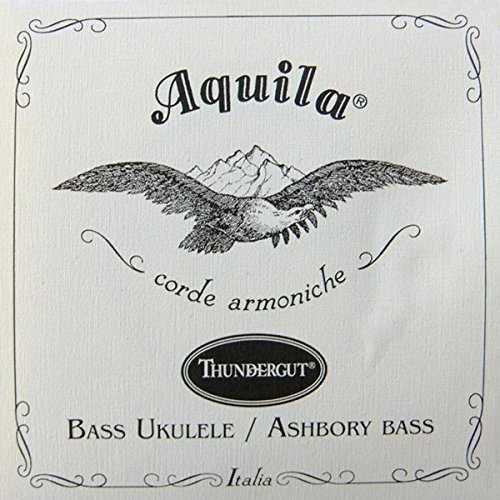 Aquila®
corde armoniche
THUNDERGUT®
BASS UKULELE / ASHBORY BASS
Italia